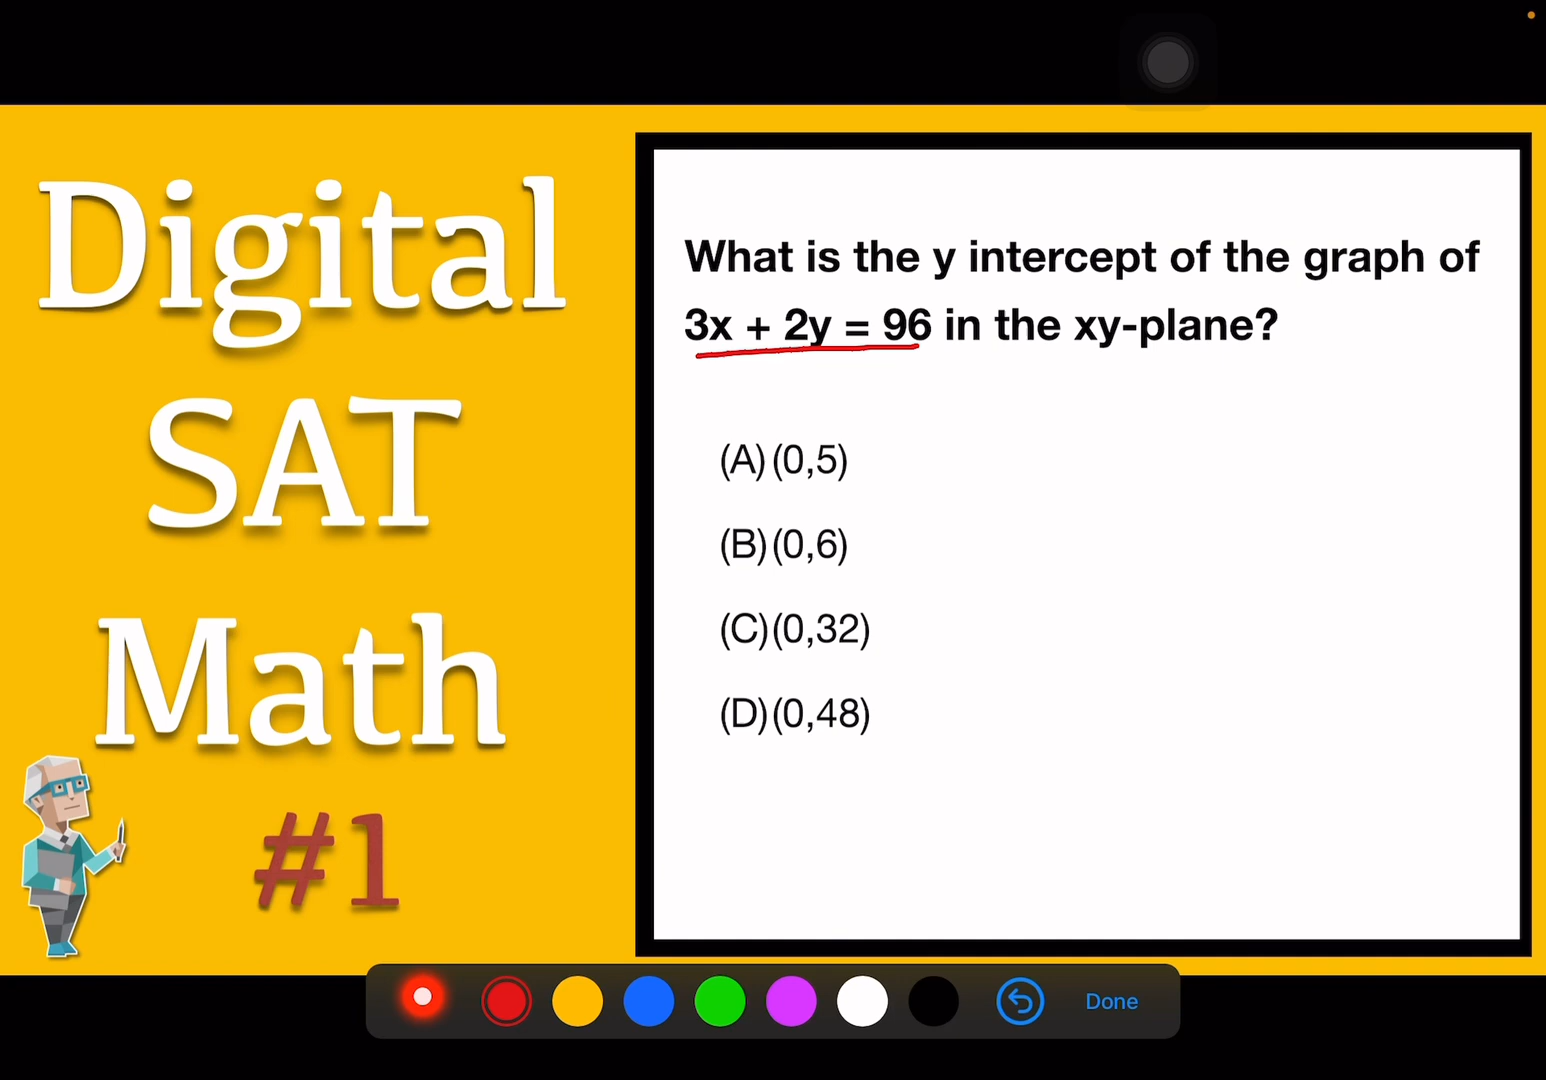 Digital
SAT
Math
#1
What is the y intercept of the graph of
3x + 2y = 96 in the xy-plane?
(A)(0,5)
(B)(0,6)
(C)(0,32)
(D)(0,48)
Done